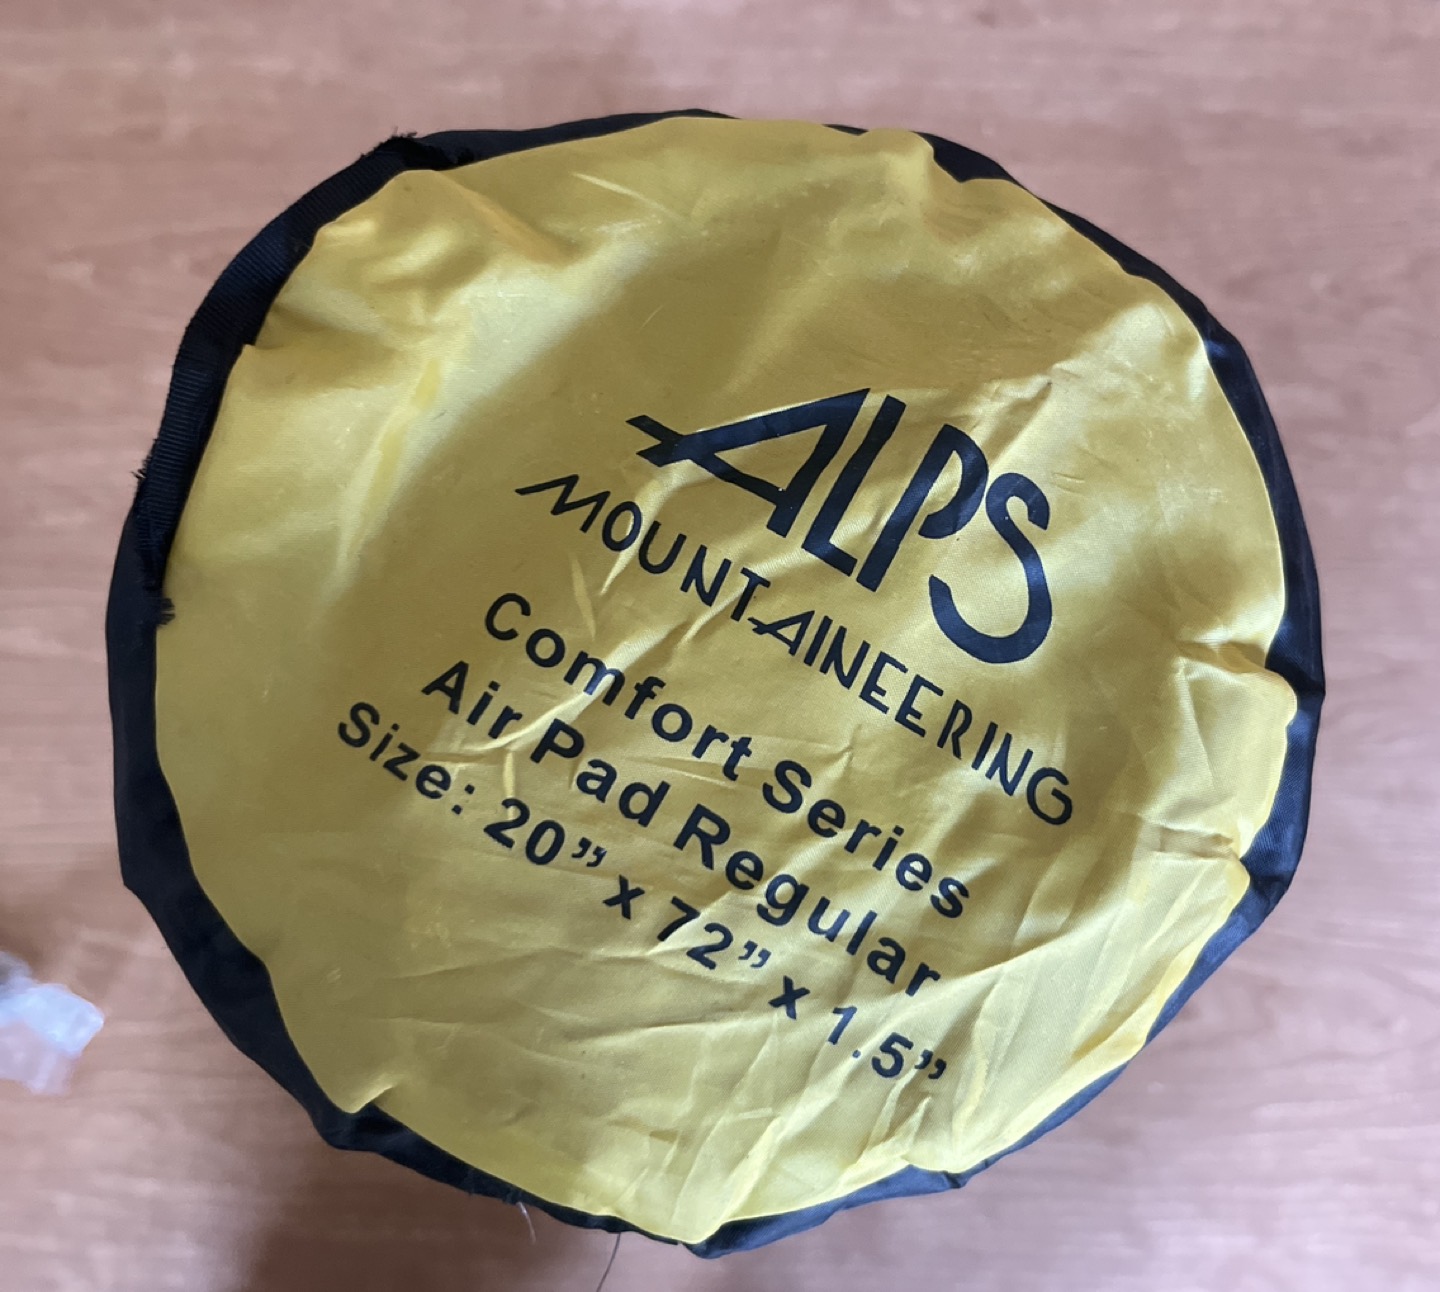 ALPS
MOUNTAINEERING
Comfort Series
Air Pad Regular
Size: 20” x 72” x 1.5”